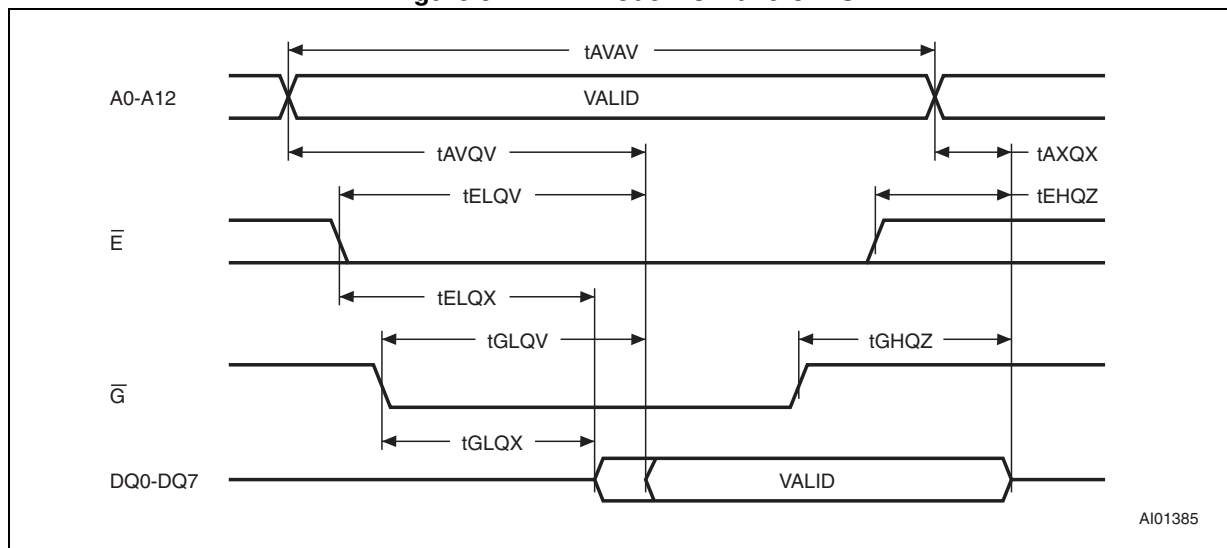 tAVAV
A0-A12
VALID
tAVQV
tAXQX
tELQV
tEHQZ
E̅
tELQX
tGLQV
tGHQZ
G̅
tGLQX
DQ0-DQ7
VALID
AI01385